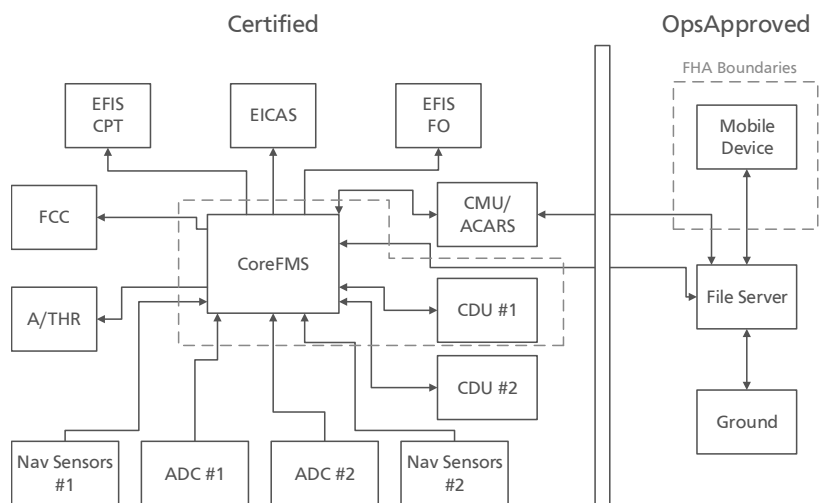 Certified
OpsApproved
FHA Boundaries
EFIS
CPT
EICAS
EFIS
FO
Mobile
Device
FCC
CMU/
ACARS
CoreFMS
A/THR
CDU #1
File Server
CDU #2
Ground
Nav Sensors
#1
ADC #1
ADC #2
Nav Sensors
#2